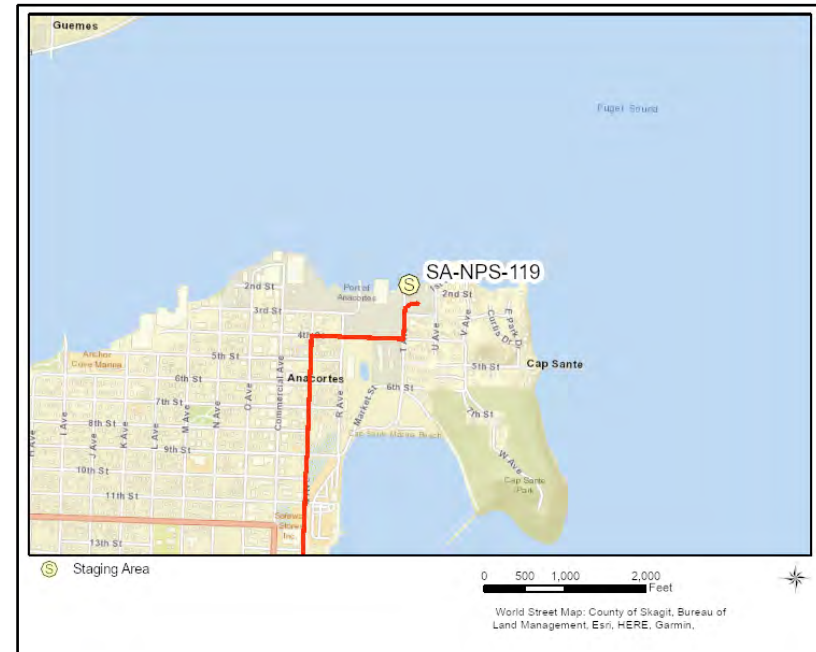 Guemes
Puget Sound
SA-NPS-119
S
1st
2nd St
Port of
Anacortes
2nd St
3rd St
4th St
E Park Dr
Curtis Dr
V Ave
U Ave
T
5th St
5th St
Cap Sante
Anchor
Cove Marina
6th St
Anacortes
6th St
7th St
7th St
Commercial Ave
O Ave
N Ave
M Ave
L Ave
K Ave
J Ave
I Ave
H Ave
R Ave
Market St
8th St
9th St
Cap Sante Marina Beach
W Ave
10th St
11th St
Cap Sante
Park
Stores
Inc.
13th St
S Staging Area
0 500 1,000 2,000
Feet
World Street Map: County of Skagit, Bureau of
Land Management, Esri, HERE, Garmin,